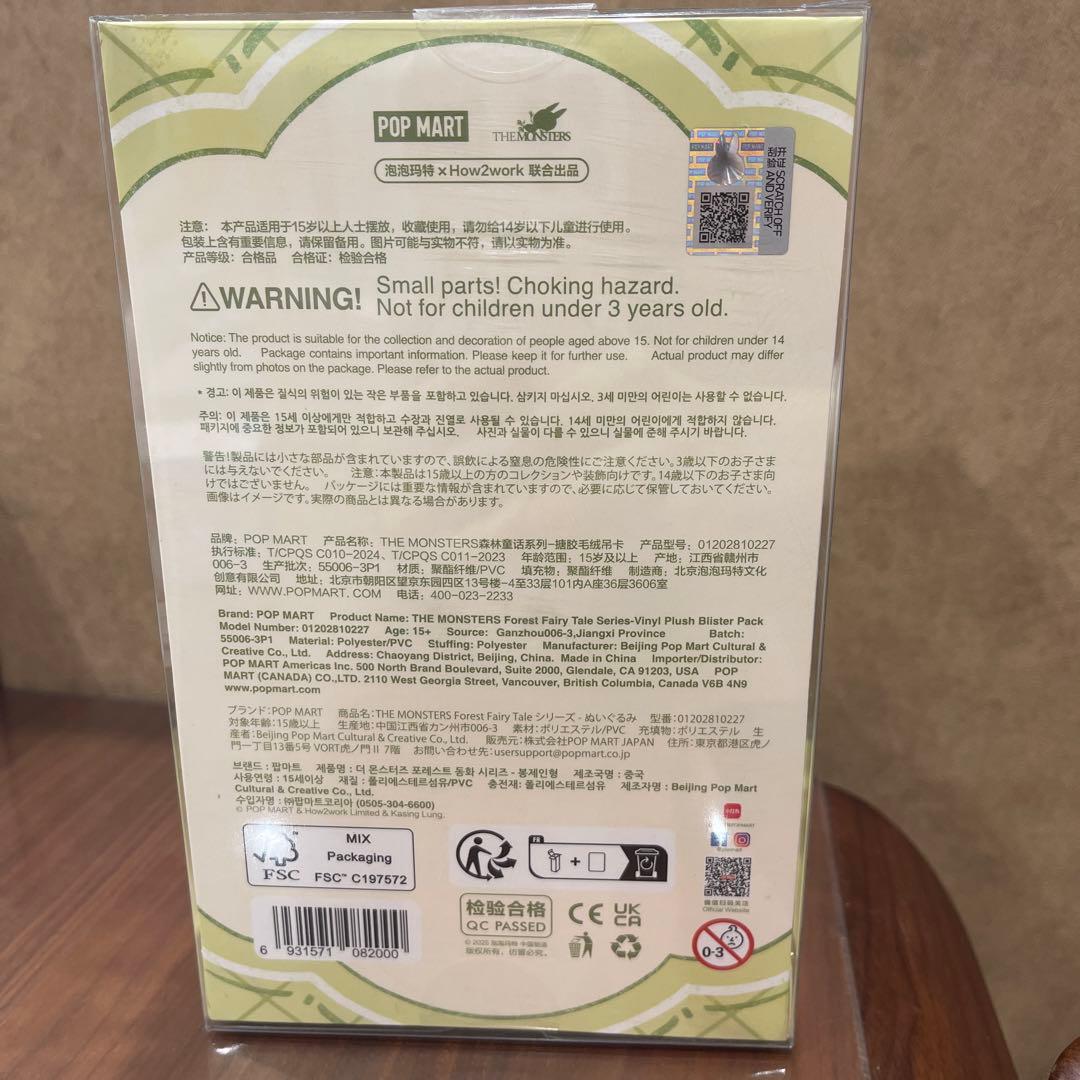 POP MART
THE MONSTERS
泡泡玛特×How2work 联合出品
POP MART
刮开涂层 SCRATCH OFF
AND VERIFY
注意： 本产品适用于15岁以上人士摆放，收藏使用，请勿给14岁以下儿童进行使用。
包装上含有重要信息，请保留备用。图片可能与实物不符，请以实物为准。
产品等级：合格品 合格证：检验合格
WARNING! Small parts! Choking hazard.
Not for children under 3 years old.
Notice: The product is suitable for the collection and decoration of people aged above 15. Not for children under 14
years old. Package contains important information. Please keep it for further use. Actual product may differ
slightly from photos on the package. Please refer to the actual product.
* 경고: 이 제품은 질식의 위험이 있는 작은 부품을 포함하고 있습니다. 삼키지 마십시오. 3세 미만의 어린이는 사용할 수 없습니다.
주의: 이 제품은 15세 이상에게만 적합하고 수장과 진열로 사용될 수 있습니다. 14세 미만의 어린이에게 적합하지 않습니다.
패키지에 중요한 정보가 포함되어 있으니 보관해 주십시오. 사진과 실물이 다를 수 있으니 실물에 준해 주시기 바랍니다.
警告!製品には小さな部品が含まれていますので、誤飲による窒息の危険性にご注意ください。3歳以下のお子さま
には与えないでください。 注意:本製品は15歳以上の方のコレクションや装飾向けです。14歳以下のお子さま向
けではございません。 パッケージには重要な情報が含まれていますので、必要に応じて保管しておいてください。
画像はイメージです。実際の商品とは異なる場合があります。
品牌：POP MART 产品名称：THE MONSTERS森林童话系列-搪胶毛绒吊卡 产品型号：01202810227
执行标准：T/CPQS C010-2024、T/CPQS C011-2023 年龄范围：15岁及以上 产地：江西省赣州市
006-3 生产批次：55006-3P1 材质：聚酯纤维/PVC 填充物：聚酯纤维 制造商：北京泡泡玛特文化
创意有限公司 地址：北京市朝阳区望京东园四区13号楼-4至33层101内A座36层3606室
网址：WWW.POPMART.COM 电话：400-023-2233
Brand: POP MART Product Name: THE MONSTERS Forest Fairy Tale Series-Vinyl Plush Blister Pack
Model Number: 01202810227 Age: 15+ Source: Ganzhou006-3,Jiangxi Province Batch:
55006-3P1 Material: Polyester/PVC Stuffing: Polyester Manufacturer: Beijing Pop Mart Cultural &
Creative Co., Ltd. Address: Chaoyang District, Beijing, China. Made in China Importer/Distributor:
POP MART Americas Inc. 500 North Brand Boulevard, Suite 2000, Glendale, CA 91203, USA POP
MART (CANADA) CO.,LTD. 2110 West Georgia Street, Vancouver, British Columbia, Canada V6B 4N9
www.popmart.com
ブランド：POP MART 商品名：THE MONSTERS Forest Fairy Tale シリーズ - ぬいぐるみ 型番：01202810227
対象年齢：15歳以上 生産地：中国江西省カン州市006-3 素材：ポリエステル/PVC 充填物：ポリエステル 生
産者：Beijing Pop Mart Cultural & Creative Co., Ltd. 販売元：株式会社POP MART JAPAN 住所：東京都港区虎ノ
門一丁目13番5号 VORT虎ノ門Ⅱ 7階 お問い合わせ先：usersupport@popmart.co.jp
브랜드 : 팝마트 제품명 : 더 몬스터즈 포레스트 동화 시리즈 - 봉제인형 제조국명 : 중국
사용연령 : 15세이상 재질 : 폴리에스테르섬유/PVC 충전재 : 폴리에스테르섬유 제조자명 : Beijing Pop Mart
Cultural & Creative Co., Ltd.
수입자명 : ㈜팝마트코리아 (0505-304-6600)
© POP MART & How2work Limited & Kasing Lung.
FSC™
MIX
Packaging
FSC™ C197572
FR
+
小红书
微信扫码关注
Official Website
检验合格
QC PASSED
CE
UK
CA
© 2025 泡泡玛特 中国制造
版权所有，仿冒必究。
0-3
6 931571 082000